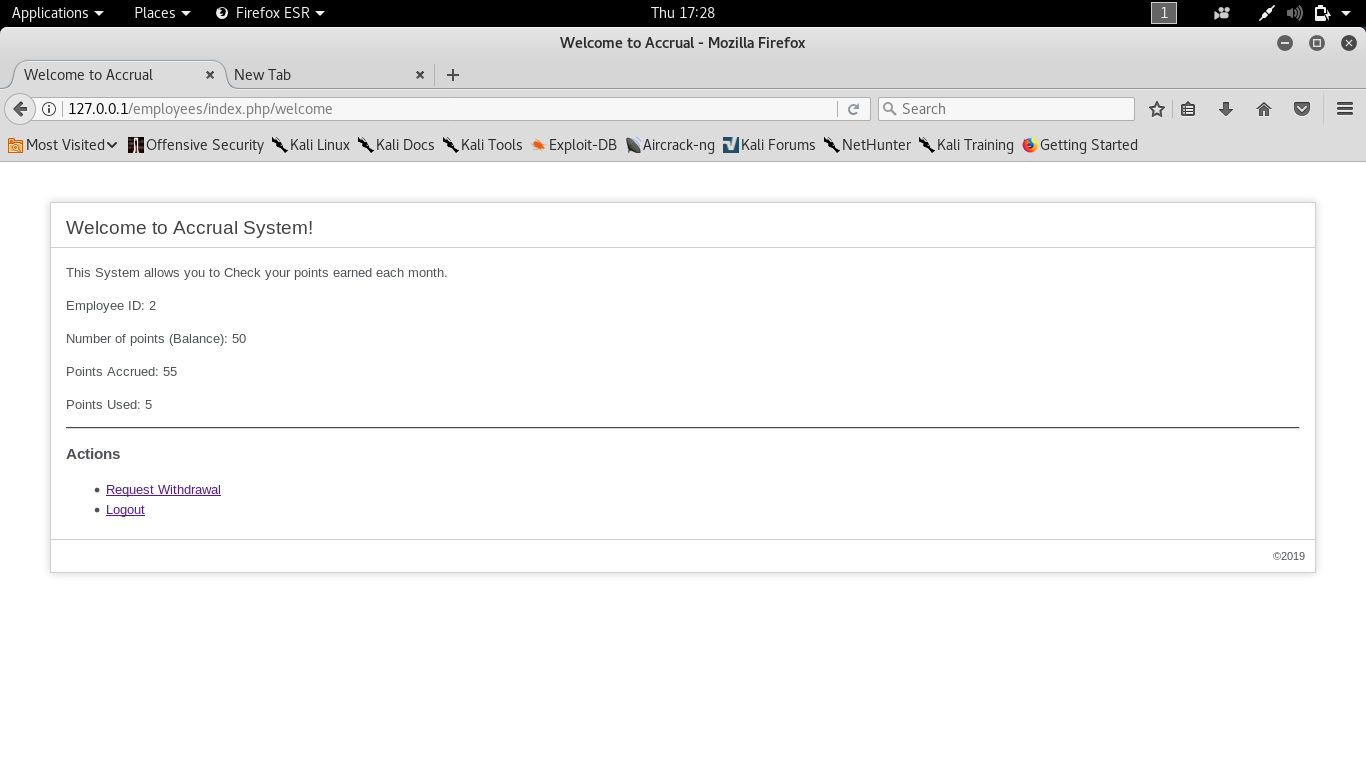 Applications Places Firefox ESR Thu 17:28 1
Welcome to Accrual - Mozilla Firefox
Welcome to Accrual New Tab
127.0.0.1/employees/index.php/welcome Search
Most Visited Offensive Security Kali Linux Kali Docs Kali Tools Exploit-DB Aircrack-ng Kali Forums NetHunter Kali Training Getting Started
Welcome to Accrual System!
This System allows you to Check your points earned each month.
Employee ID: 2
Number of points (Balance): 50
Points Accrued: 55
Points Used: 5
Actions
• Request Withdrawal
• Logout
©2019